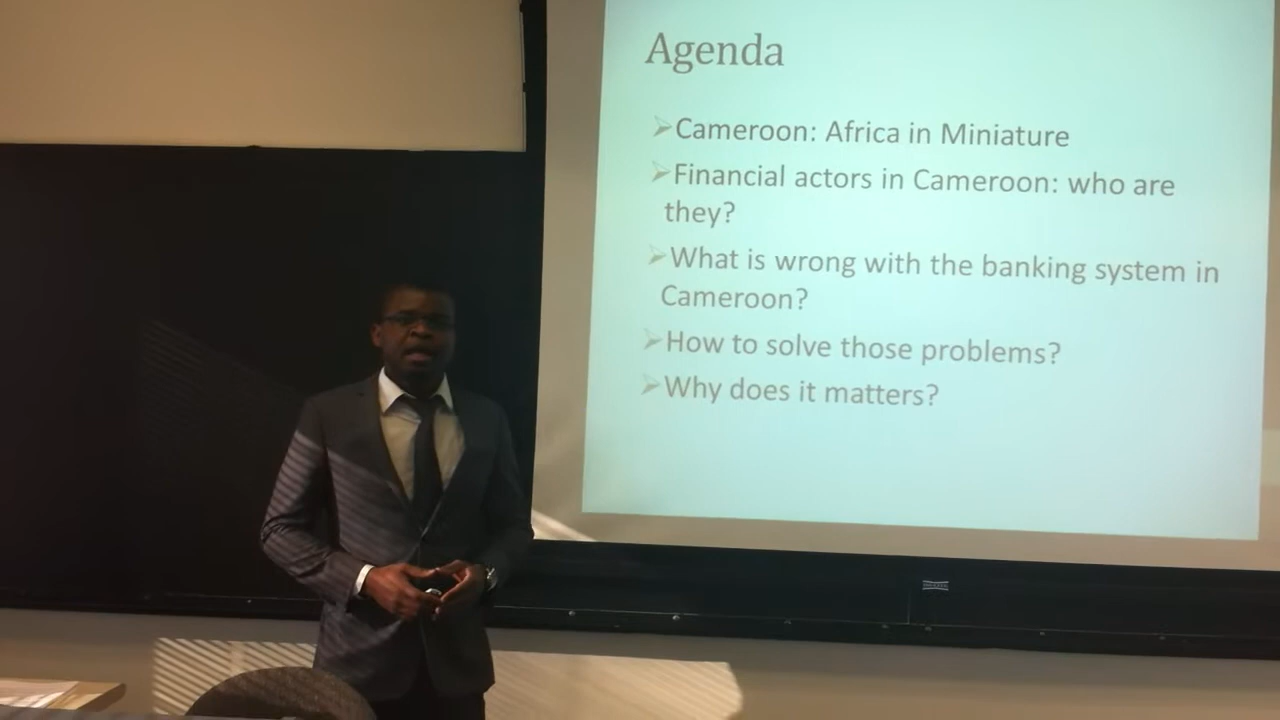 Agenda
➢Cameroon: Africa in Miniature
➢Financial actors in Cameroon: who are
they?
➢What is wrong with the banking system in
Cameroon?
➢How to solve those problems?
➢Why does it matters?